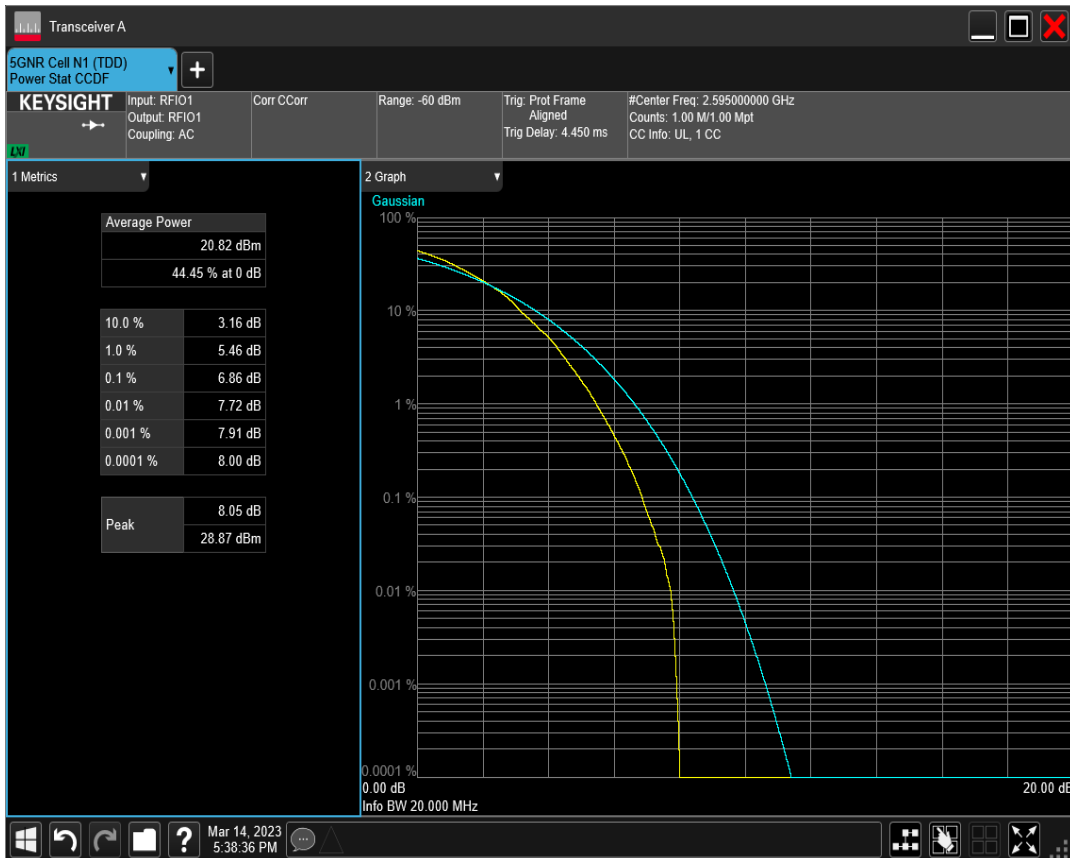 Transceiver A
5GNR Cell N1 (TDD)
Power Stat CCDF
KEYSIGHT
LXI
Input: RFIO1
Output: RFIO1
Coupling: AC
Corr CCorr
Range: -60 dBm
Trig: Prot Frame
Aligned
Trig Delay: 4.450 ms
#Center Freq: 2.595000000 GHz
Counts: 1.00 M/1.00 Mpt
CC Info: UL, 1 CC
1 Metrics
Average Power
20.82 dBm
44.45 % at 0 dB
10.0 % 3.16 dB
1.0 % 5.46 dB
0.1 % 6.86 dB
0.01 % 7.72 dB
0.001 % 7.91 dB
0.0001 % 8.00 dB
Peak 8.05 dB
28.87 dBm
2 Graph
Gaussian
100 %
10 %
1 %
0.1 %
0.01 %
0.001 %
0.0001 %
0.00 dB 20.00 dB
Info BW 20.000 MHz
? Mar 14, 2023
5:38:36 PM